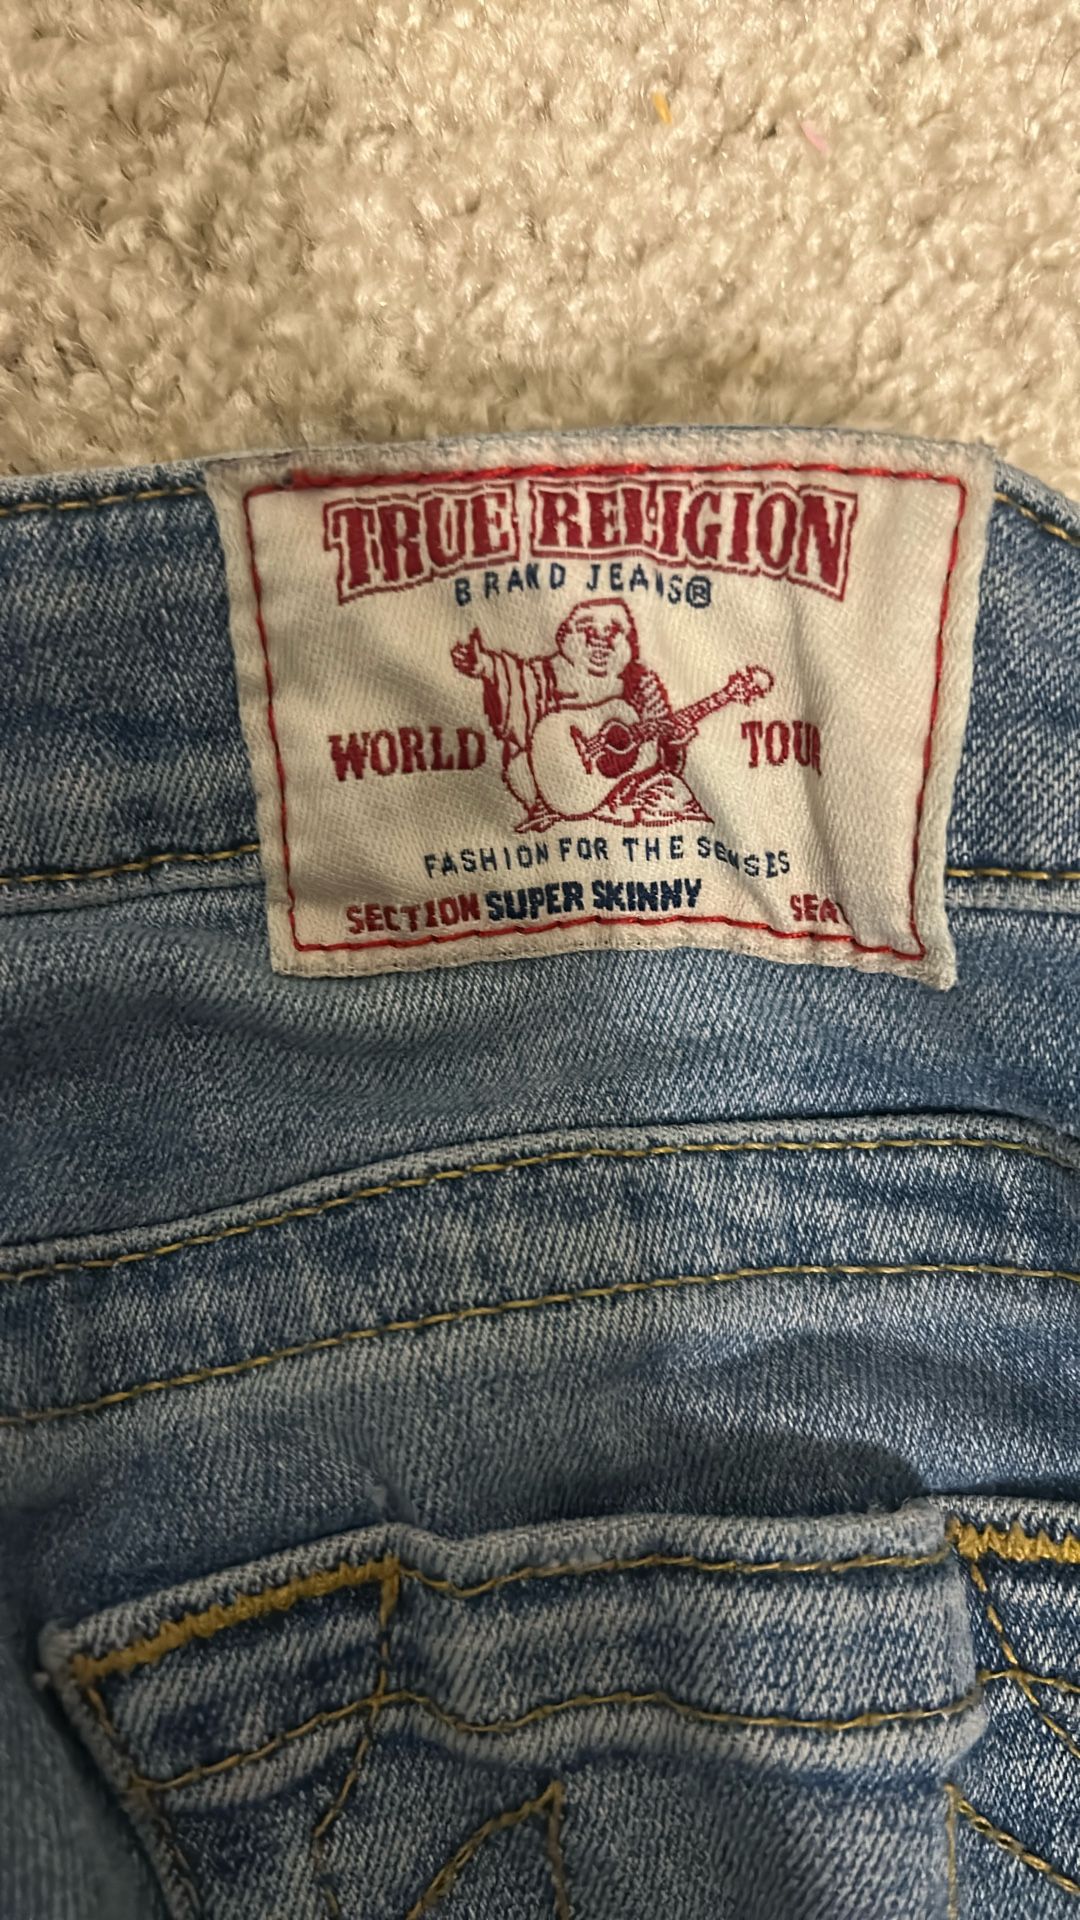 TRUE RELIGION
BRAND JEANS®
WORLD TOUR
FASHION FOR THE SENSES
SECTION SUPER SKINNY